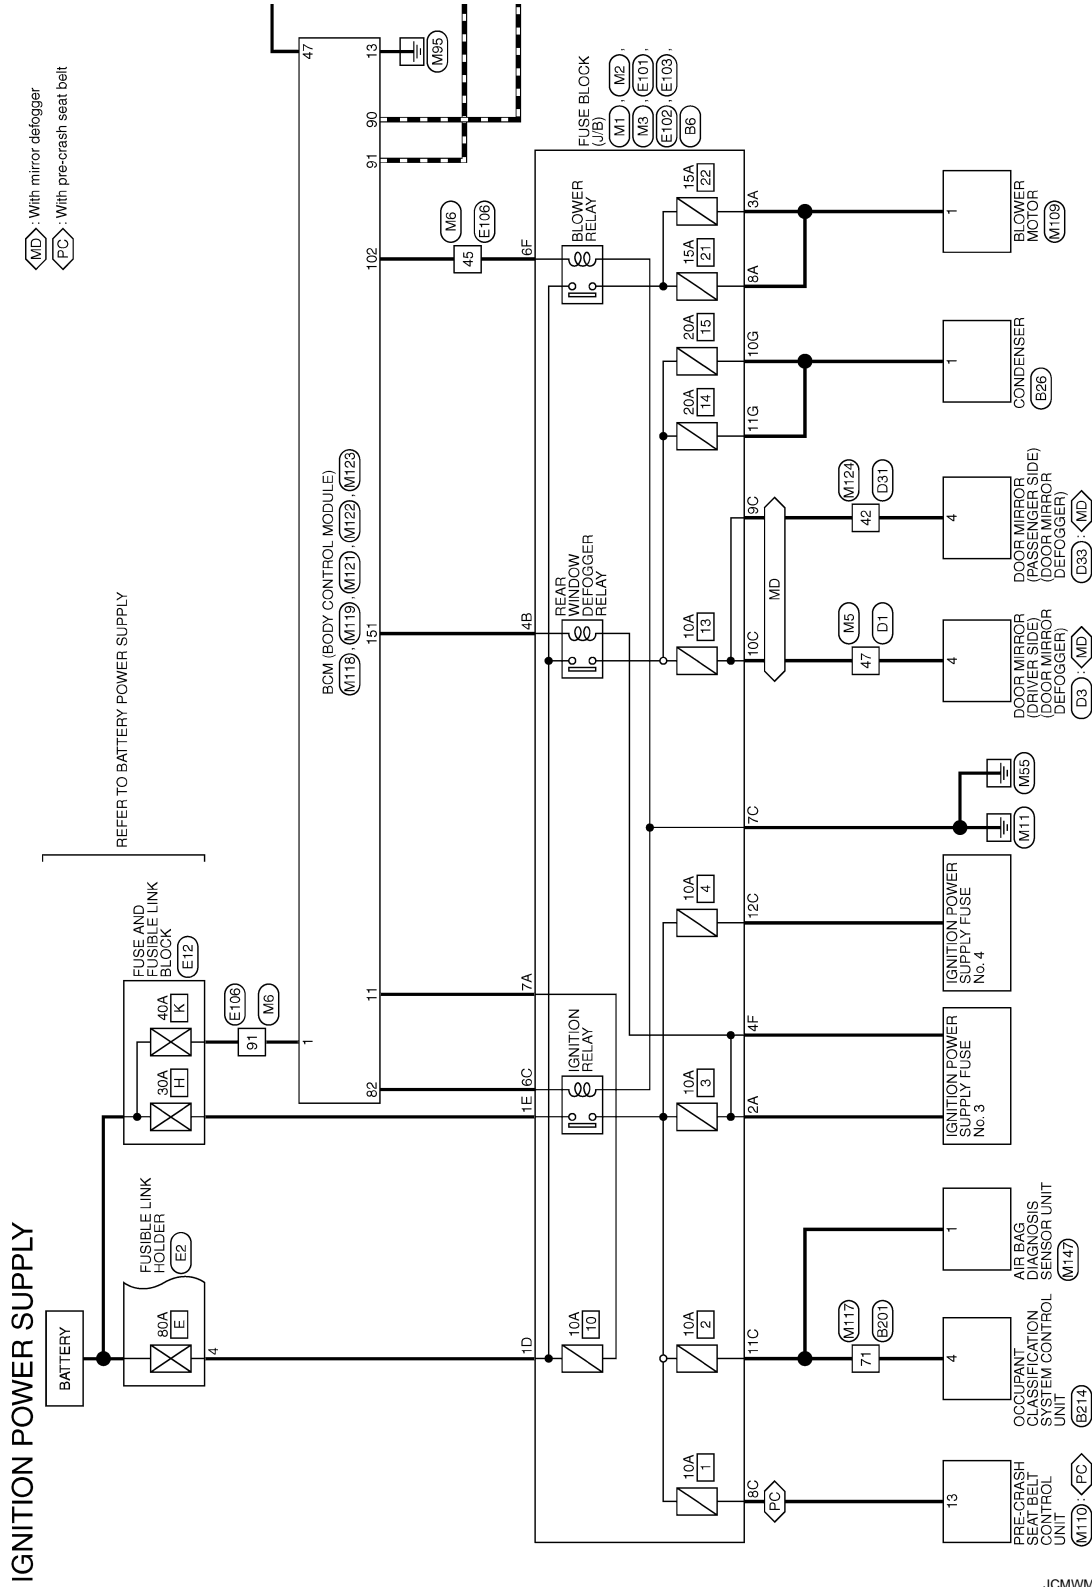 IGNITION POWER SUPPLY
MD : With mirror defogger
PC : With pre-crash seat belt
REFER TO BATTERY POWER SUPPLY
BATTERY
FUSIBLE LINK
HOLDER
E2
80A
E
4
FUSE AND
FUSIBLE LINK
BLOCK
E12
30A
H
40A
K
E106
91
M6
BCM (BODY CONTROL MODULE)
M118 , M119 , M121 , M122 , M123
1
47
82
11
151
102
91
90
13
M95
M6
45
E106
FUSE BLOCK
(J/B)
M1 , M2 ,
M3 , E101 ,
E102 , E103 ,
B6
1D
1E
6C
7A
4B
6F
IGNITION
RELAY
REAR
WINDOW
DEFOGGER
RELAY
BLOWER
RELAY
10A
10
10A
1
10A
2
10A
3
10A
4
10A
13
20A
14
20A
15
15A
21
15A
22
8C
11C
2A
4F
12C
7C
10C
9C
11G
10G
8A
3A
PC
MD
M117
71
B201
M5
47
D1
M124
42
D31
M11
M55
13
PRE-CRASH
SEAT BELT
CONTROL
UNIT
M110 : PC
4
OCCUPANT
CLASSIFICATION
SYSTEM CONTROL
UNIT
B214
1
AIR BAG
DIAGNOSIS
SENSOR UNIT
M147
IGNITION POWER
SUPPLY FUSE
No. 3
IGNITION POWER
SUPPLY FUSE
No. 4
4
DOOR MIRROR
(DRIVER SIDE)
(DOOR MIRROR
DEFOGGER)
D3 : MD
4
DOOR MIRROR
(PASSENGER SIDE)
(DOOR MIRROR
DEFOGGER)
D33 : MD
1
CONDENSER
B26
1
BLOWER
MOTOR
M109